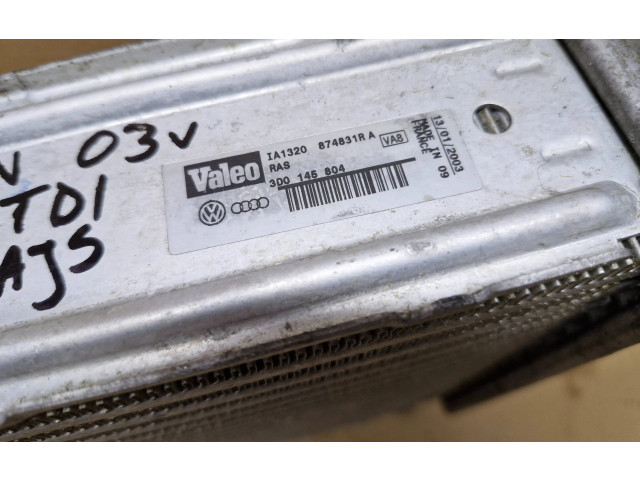 V 03v
TDI
AJS
Valeo
IA1320 874831R A VA8
RAS
3D0 145 804
13/01/2003
MADE IN 09
FRANCE